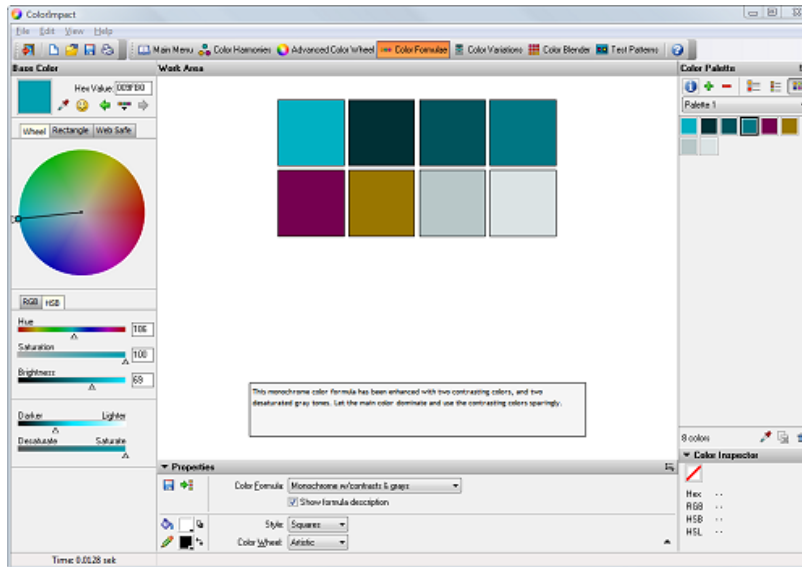 ColorImpact
File Edit View Help
Main Menu Color Harmonies Advanced Color Wheel Color Formulae Color Variations Color Blender Test Patterns
Base Color
Work Area
Color Palette
Hex Value:
Palette 1
Wheel Rectangle Web Safe
RGB HSB
Hue
186
Saturation
100
Brightness
69
Darker Lighter
Desaturate Saturate
This monochrome color formula has been enhanced with two contrasting colors, and two
desaturated gray tones. Let the main color dominate and use the contrasting colors sparingly.
8 colors
Properties
Color Inspector
Color Formula: Monochrome w/contrasts & grays
Show formula description
Hex --
RGB --
HSB --
HSL --
Style: Squares
Color Wheel: Artistic
Time: 0.0128 sek